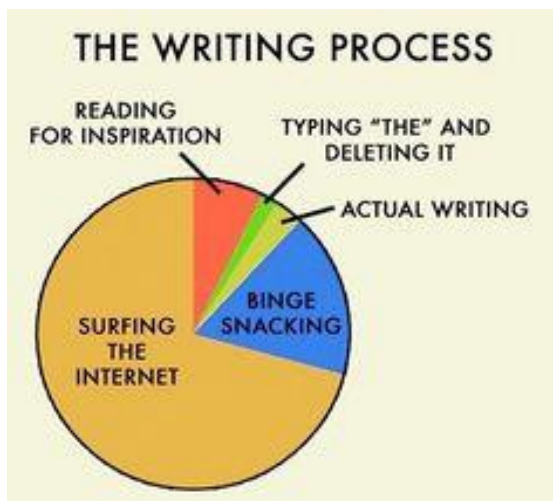 THE WRITING PROCESS
READING
FOR INSPIRATION
TYPING "THE" AND
DELETING IT
ACTUAL WRITING
BINGE
SNACKING
SURFING
THE
INTERNET